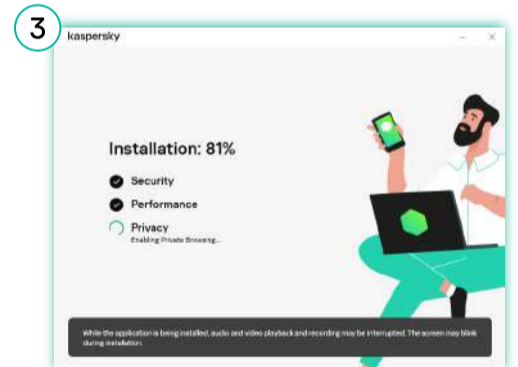 3
kaspersky
Installation: 81%
Security
Performance
Privacy
Enabling Private Browsing...
While the application is being installed, audio and video playback and recording may be interrupted. The screen may blink
during installation.